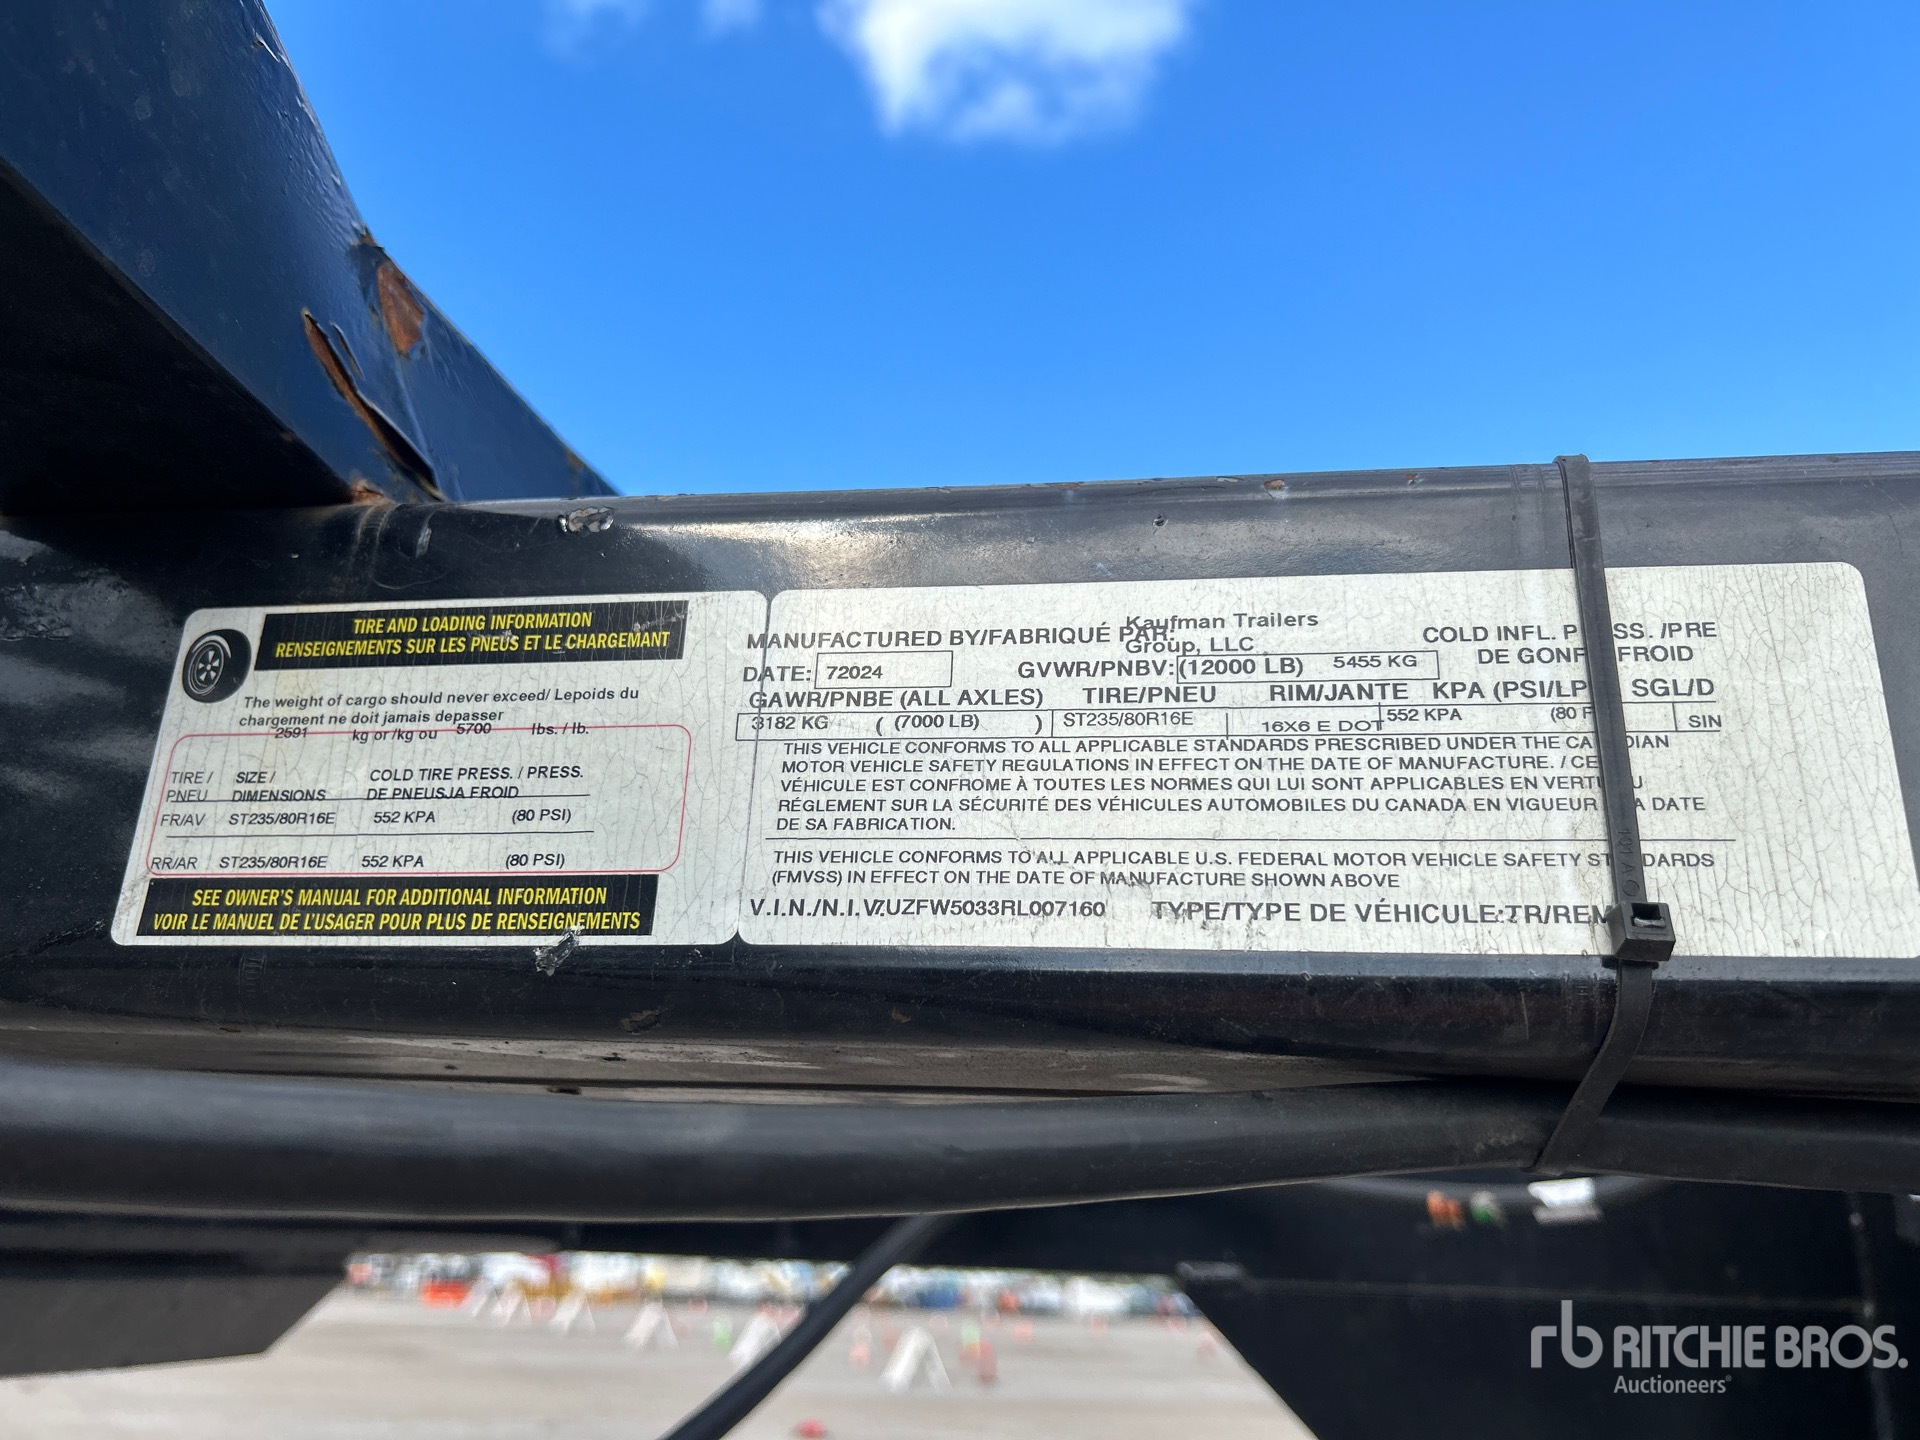 TIRE AND LOADING INFORMATION
RENSEIGNEMENTS SUR LES PNEUS ET LE CHARGEMANT
The weight of cargo should never exceed/ Lepoids du
chargement ne doit jamais depasser
2591 kg or /kg ou 5700 lbs. / lb.
TIRE / SIZE / COLD TIRE PRESS. / PRESS.
PNEU DIMENSIONS DE PNEUSJA FROID
FR/AV ST235/80R16E 552 KPA (80 PSI)
RR/AR ST235/80R16E 552 KPA (80 PSI)
SEE OWNER'S MANUAL FOR ADDITIONAL INFORMATION
VOIR LE MANUEL DE L'USAGER POUR PLUS DE RENSEIGNEMENTS
MANUFACTURED BY/FABRIQUÉ PAR: Kaufman Trailers
Group, LLC
COLD INFL. /PRE
DE FROID
DATE: 72024 GVWR/PNBV: (12000 LB) 5455 KG
GAWR/PNBE (ALL AXLES) TIRE/PNEU RIM/JANTE KPA SGL/D
3182 KG ( (7000 LB) ) ST235/80R16E 16X6 E DOT 552 KPA (80 SIN
THIS VEHICLE CONFORMS TO ALL APPLICABLE STANDARDS PRESCRIBED UNDER THE
MOTOR VEHICLE SAFETY REGULATIONS IN EFFECT ON THE DATE OF MANUFACTURE. / CE
VÉHICULE EST CONFROME À TOUTES LES NORMES QUI LUI SONT APPLICABLES EN
RÉGLEMENT SUR LA SÉCURITÉ DES VÉHICULES AUTOMOBILES DU CANADA EN VIGUEUR DATE
DE SA FABRICATION.
THIS VEHICLE CONFORMS TO ALL APPLICABLE U.S. FEDERAL MOTOR VEHICLE SAFETY
(FMVSS) IN EFFECT ON THE DATE OF MANUFACTURE SHOWN ABOVE
V.I.N./N.I.V. 7UZFW5033RL007160 TYPE/TYPE DE VÉHICULE: TR/REM
rb RITCHIE BROS.
Auctioneers